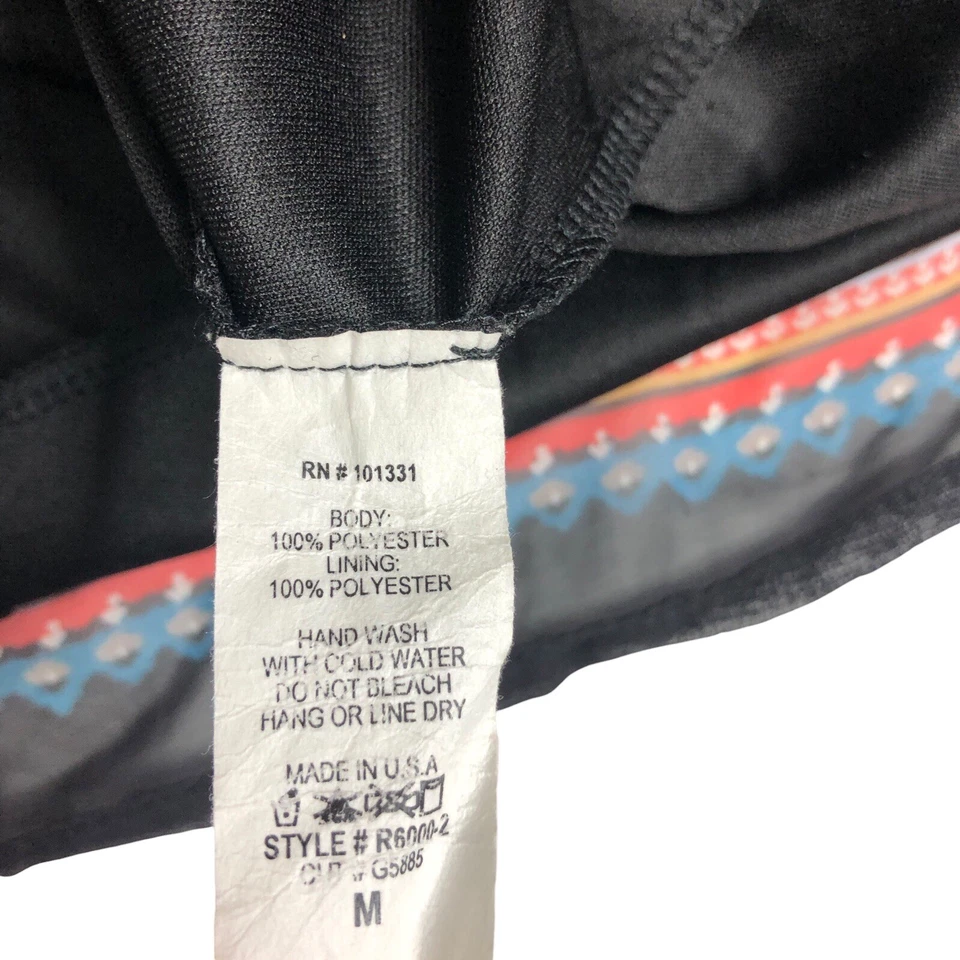 RN # 101331
BODY:
100% POLYESTER
LINING:
100% POLYESTER
HAND WASH
WITH COLD WATER
DO NOT BLEACH
HANG OR LINE DRY
MADE IN U.S.A
STYLE # R6000-2
# G5885
M